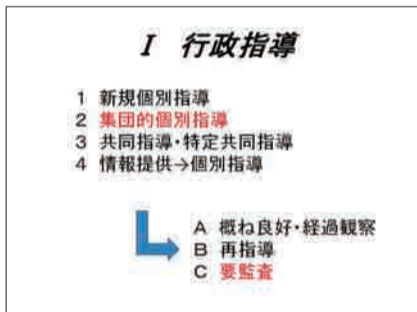 Ⅰ 行政指導
1 新規個別指導
2 集団的個別指導
3 共同指導・特定共同指導
4 情報提供→個別指導
A 概ね良好・経過観察
B 再指導
C 要監査